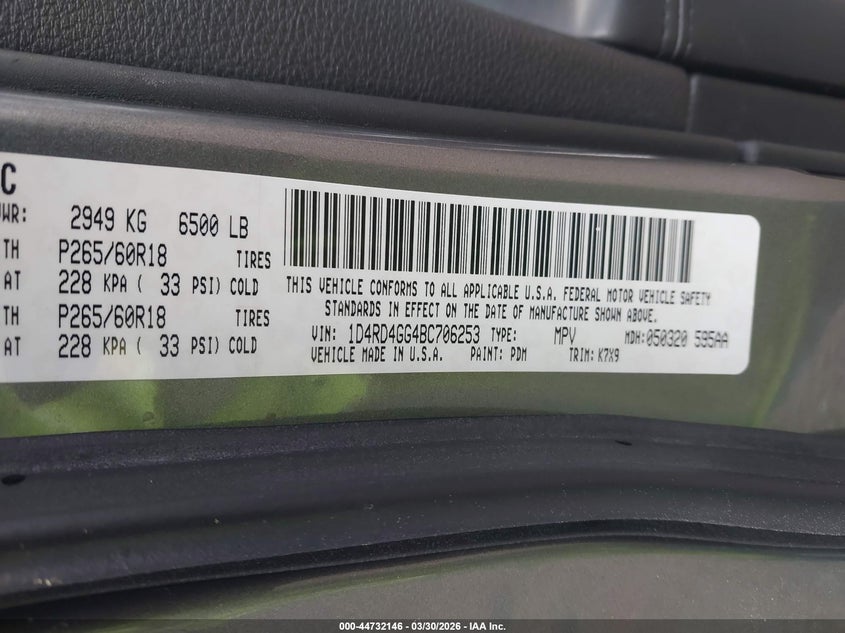 C
WR: 2949 KG 6500 LB
TH P265/60R18 TIRES
AT 228 KPA ( 33 PSI) COLD
TH P265/60R18 TIRES
AT 228 KPA ( 33 PSI) COLD
THIS VEHICLE CONFORMS TO ALL APPLICABLE U.S.A. FEDERAL MOTOR VEHICLE SAFETY
STANDARDS IN EFFECT ON THE DATE OF MANUFACTURE SHOWN ABOVE.
VIN: 1D4RD4GG4BC706253 TYPE: MPV MDH:050320 595AA
VEHICLE MADE IN U.S.A. PAINT: PDM TRIM: K7X9
000-44732146 — 03/30/2026 — IAA Inc.